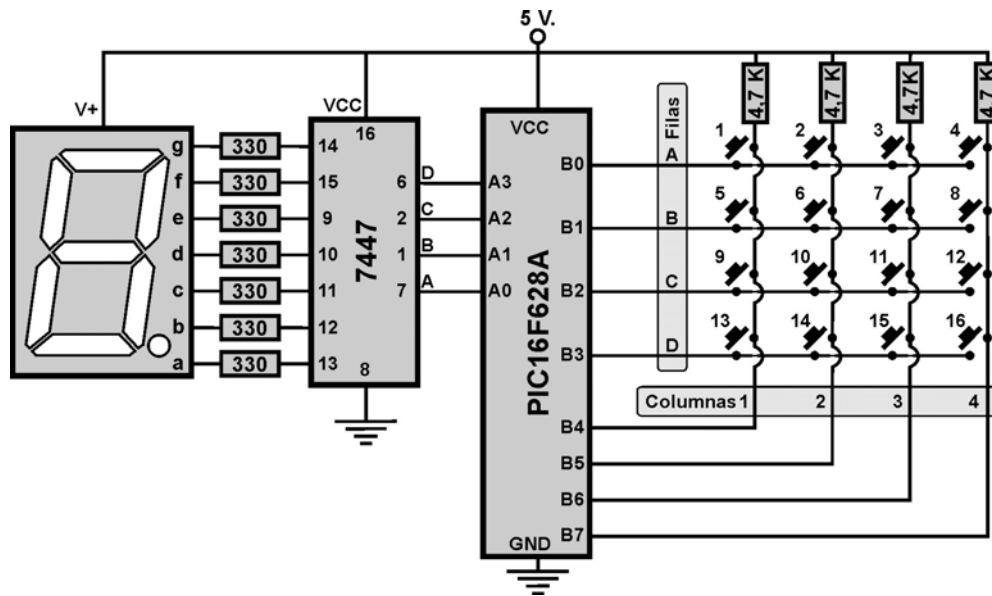 5 V.
V+
VCC
16
VCC
4,7 K
4,7 K
4,7K
4,7 K
Filas
1 2 3 4
g 330 14
A
B0
f 330 15
6 D A3
5 6 7 8
e 330 9
2 C A2
B1 B
d 330 10
1 B A1
9 10 11 12
c 330 11
7 A A0
B2 C
b 330 12
13 14 15 16
a 330 13
8
B3 D
7447
PIC16F628A
Columnas 1 2 3 4
B4
B5
B6
B7
GND